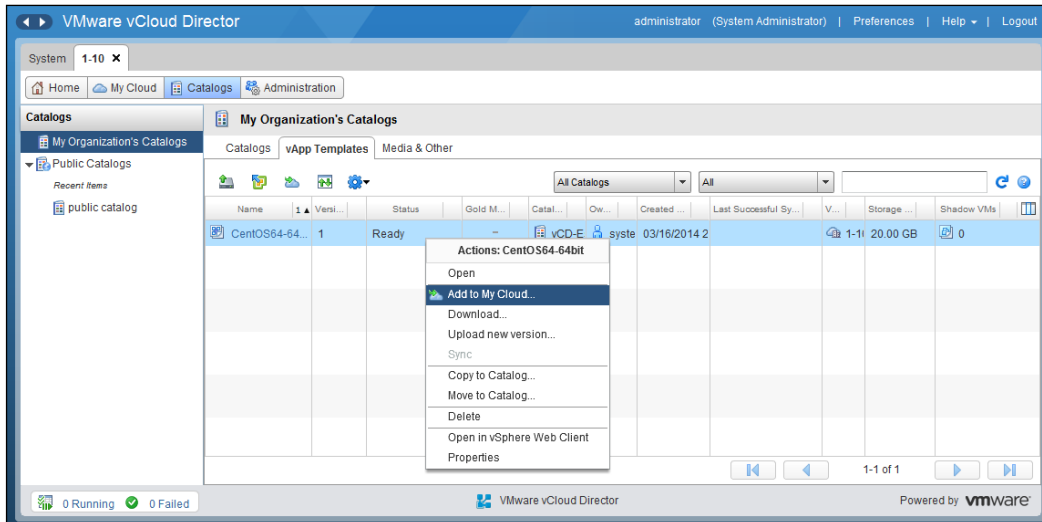 VMware vCloud Director administrator (System Administrator) | Preferences | Help | Logout
System 1-10
Home My Cloud Catalogs Administration
Catalogs
My Organization's Catalogs
Public Catalogs
Recent Items
public catalog
My Organization's Catalogs
Catalogs vApp Templates Media & Other
All Catalogs All
Name 1 Versi... Status Gold M... Catal... Ow... Created ... Last Successful Sy... V... Storage ... Shadow VMs
CentOS64-64... 1 Ready – vCD-E syste 03/16/2014 2 1-1 20.00 GB 0
Actions: CentOS64-64bit
Open
Add to My Cloud...
Download...
Upload new version...
Sync
Copy to Catalog...
Move to Catalog...
Delete
Open in vSphere Web Client
Properties
1-1 of 1
0 Running 0 Failed VMware vCloud Director Powered by vmware